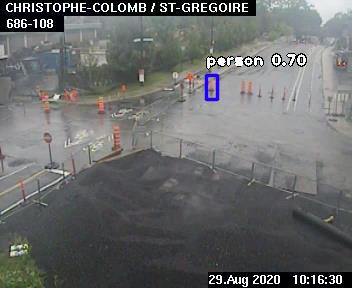 CHRISTOPHE-COLOMB / ST-GREGOIRE
686-108
person 0.70
29.Aug 2020 10:16:30